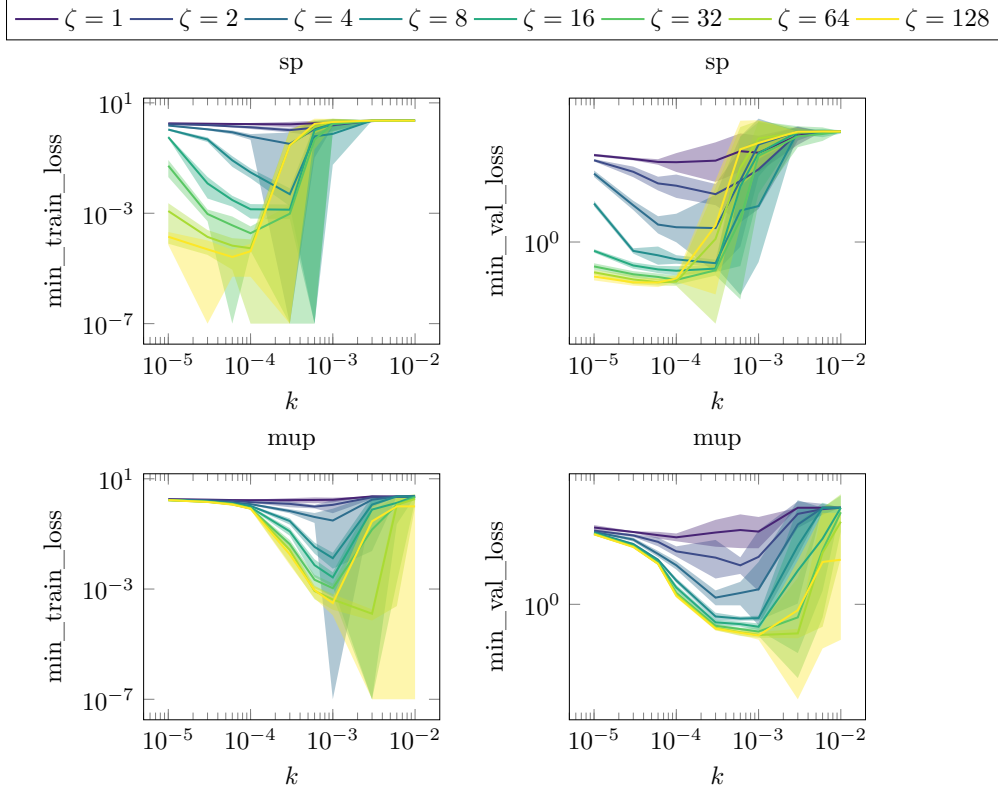 ζ = 1 ζ = 2 ζ = 4 ζ = 8 ζ = 16 ζ = 32 ζ = 64 ζ = 128
sp
sp
10^1
10^−3
10^−7
min_train_loss
10^−5 10^−4 10^−3 10^−2
k
10^0
min_val_loss
10^−5 10^−4 10^−3 10^−2
k
mup
mup
10^1
10^−3
10^−7
min_train_loss
10^−5 10^−4 10^−3 10^−2
k
10^0
min_val_loss
10^−5 10^−4 10^−3 10^−2
k